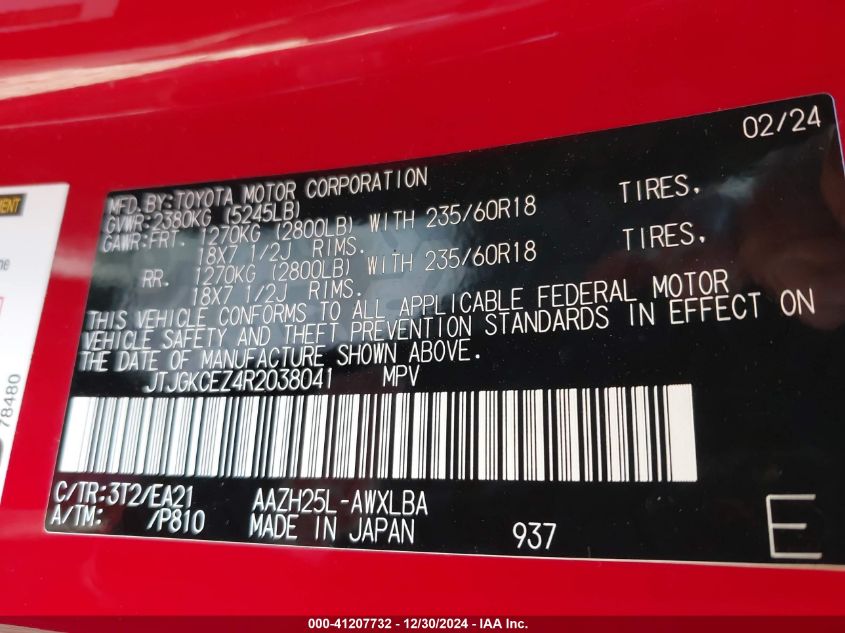 02/24
MFD.BY:TOYOTA MOTOR CORPORATION
GVWR:2380KG (5245LB)
GAWR:FRT. 1270KG (2800LB) WITH 235/60R18 TIRES,
18X7 1/2J RIMS.
RR. 1270KG (2800LB) WITH 235/60R18 TIRES,
18X7 1/2J RIMS.
THIS VEHICLE CONFORMS TO ALL APPLICABLE FEDERAL MOTOR
VEHICLE SAFETY AND THEFT PREVENTION STANDARDS IN EFFECT ON
THE DATE OF MANUFACTURE SHOWN ABOVE.
JTJGKCEZ4R2038041 MPV
C/TR:3T2/EA21 AAZH25L-AWXLBA
A/TM: /P810 MADE IN JAPAN 937 E
78480
000-41207732 - 12/30/2024 - IAA Inc.